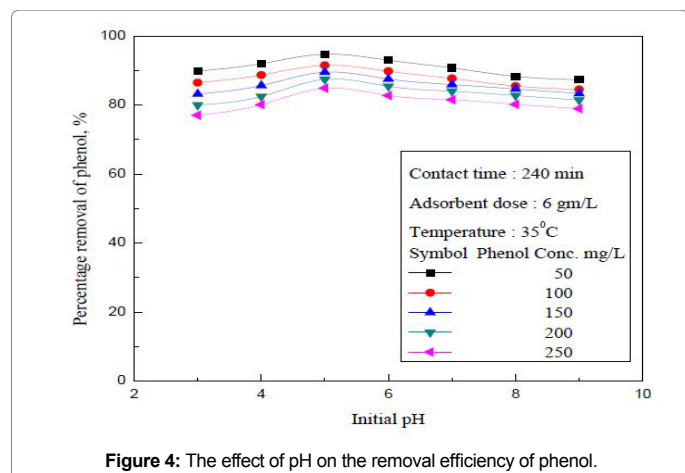 100
80
60
40
20
0
Percentage removal of phenol, %
Contact time : 240 min
Adsorbent dose : 6 gm/L
Temperature : 35⁰C
Symbol Phenol Conc. mg/L
50
100
150
200
250
2 4 6 8 10
Initial pH
Figure 4: The effect of pH on the removal efficiency of phenol.